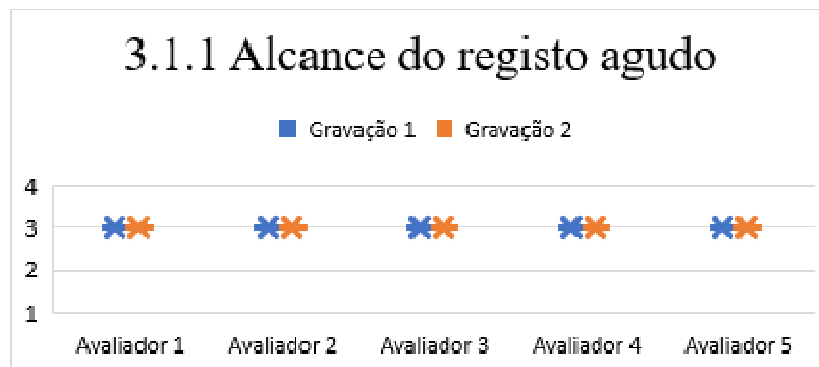 3.1.1 Alcance do registo agudo
Gravação 1 Gravação 2
4
3
2
1
Avaliador 1 Avaliador 2 Avaliador 3 Avaliador 4 Avaliador 5